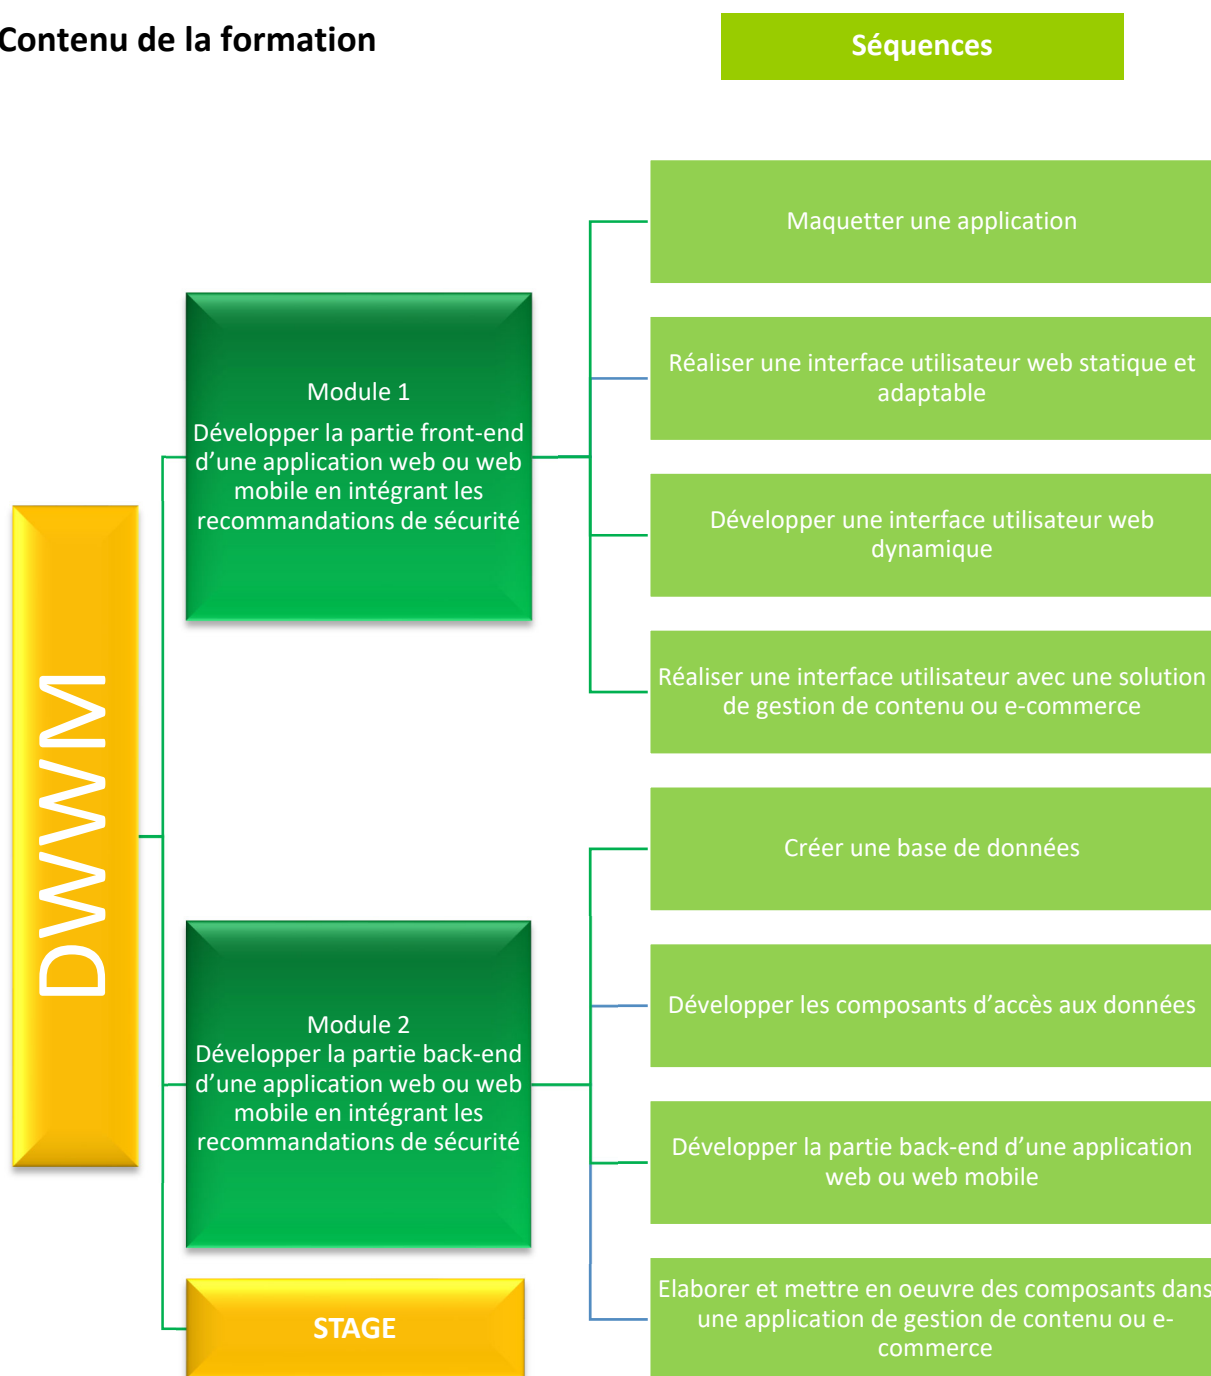 Contenu de la formation
Séquences
DWWM
Module 1
Développer la partie front-end
d’une application web ou web
mobile en intégrant les
recommandations de sécurité
Maquetter une application
Réaliser une interface utilisateur web statique et
adaptable
Développer une interface utilisateur web
dynamique
Réaliser une interface utilisateur avec une solution
de gestion de contenu ou e-commerce
Module 2
Développer la partie back-end
d’une application web ou web
mobile en intégrant les
recommandations de sécurité
Créer une base de données
Développer les composants d’accès aux données
Développer la partie back-end d’une application
web ou web mobile
Elaborer et mettre en oeuvre des composants dans
une application de gestion de contenu ou e-
commerce
STAGE